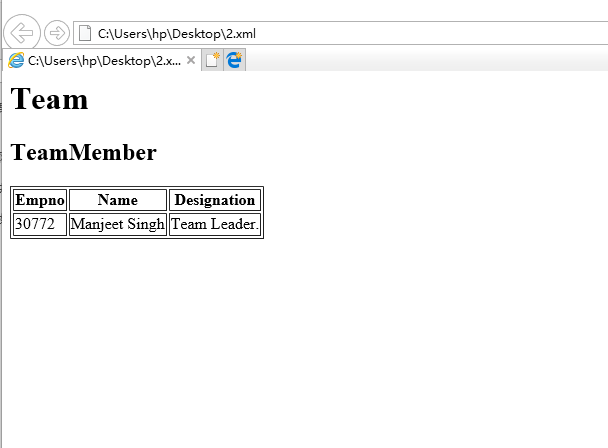 C:\Users\hp\Desktop\2.xml
C:\Users\hp\Desktop\2.x...
Team
TeamMember
Empno Name Designation
30772 Manjeet Singh Team Leader.